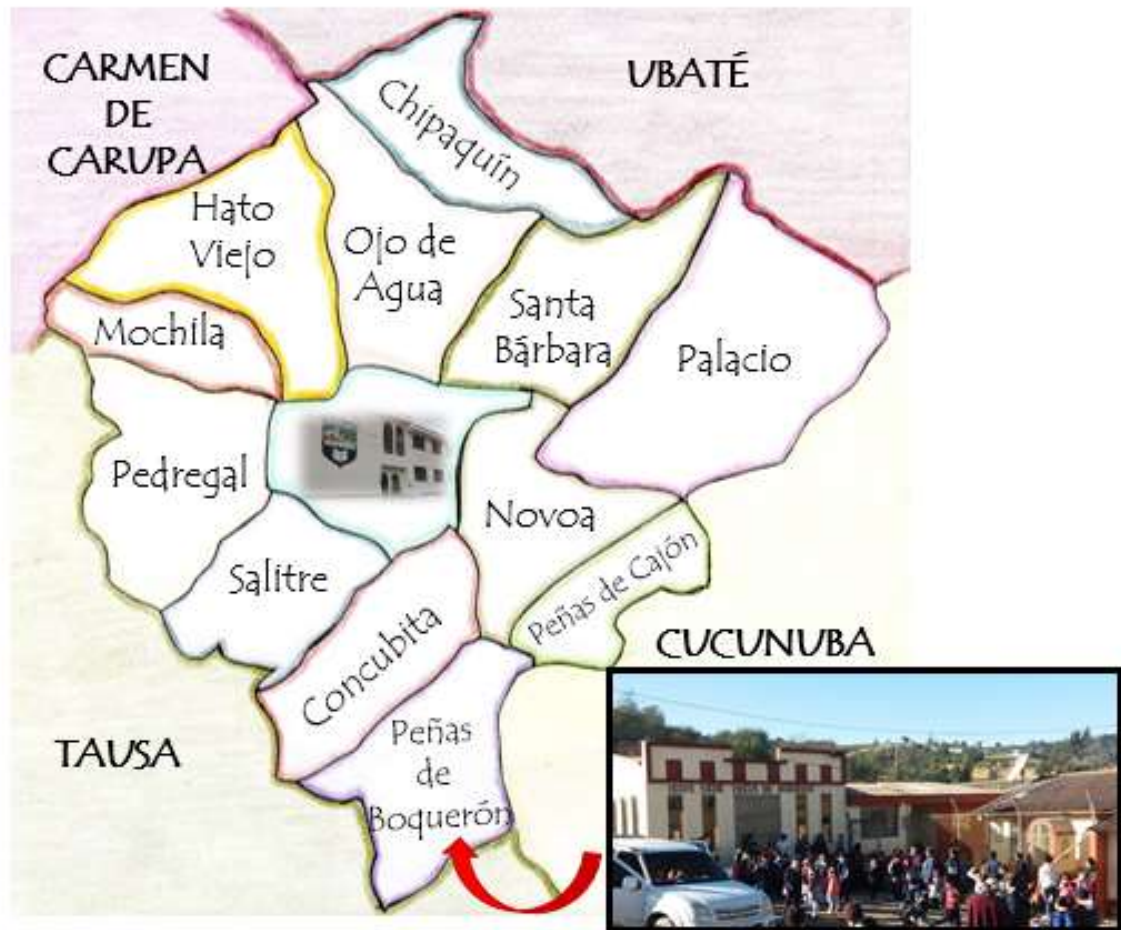 CARMEN
DE
CARUPA
UBATÉ
Chipaquín
Hato
Viejo
Ojo de
Agua
Santa
Bárbara
Mochila
Palacio
Pedregal
Novoa
Salitre
Peñas de Cajón
CUCUNUBA
Concubita
TAUSA
Peñas
de
Boquerón